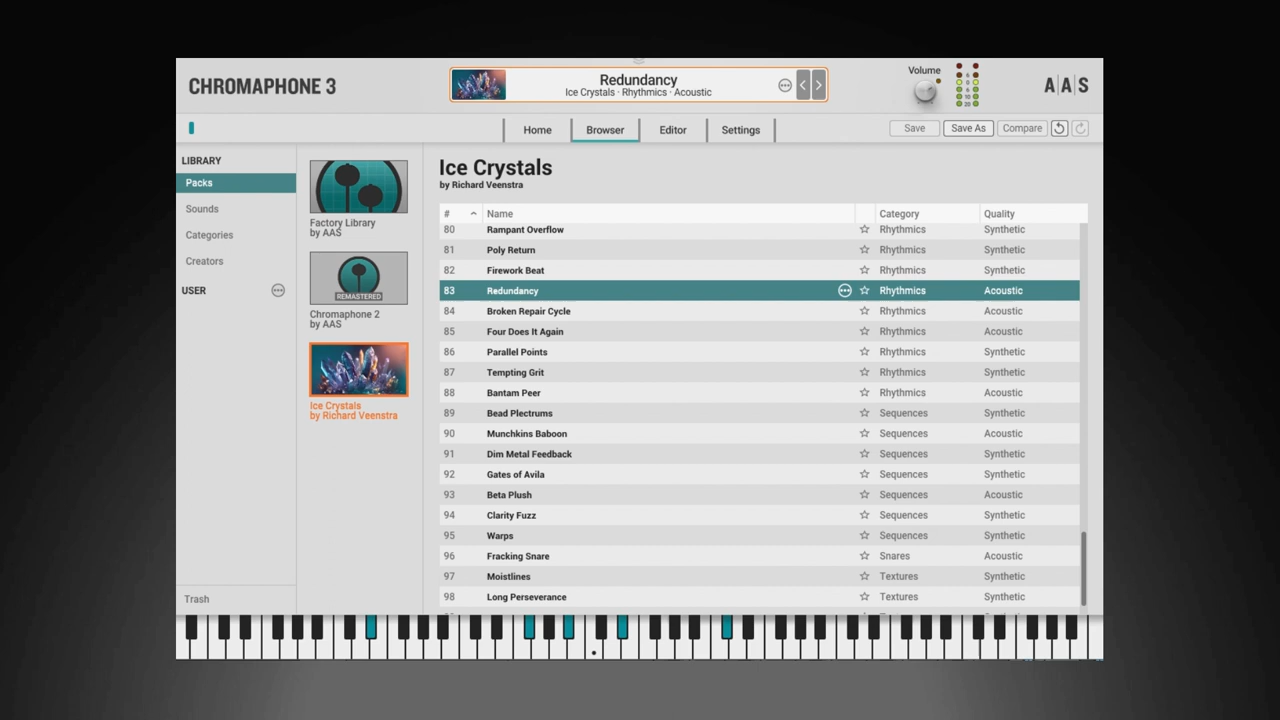 CHROMAPHONE 3
Redundancy
Ice Crystals · Rhythmics · Acoustic
Volume
6
0
6
10
20
A|A|S
Home
Browser
Editor
Settings
Save
Save As
Compare
LIBRARY
Packs
Sounds
Categories
Creators
USER
Trash
Factory Library
by AAS
REMASTERED
Chromaphone 2
by AAS
Ice Crystals
by Richard Veenstra
Ice Crystals
by Richard Veenstra
# Name Category Quality
80 Rampant Overflow Rhythmics Synthetic
81 Poly Return Rhythmics Synthetic
82 Firework Beat Rhythmics Synthetic
83 Redundancy Rhythmics Acoustic
84 Broken Repair Cycle Rhythmics Acoustic
85 Four Does It Again Rhythmics Acoustic
86 Parallel Points Rhythmics Synthetic
87 Tempting Grit Rhythmics Synthetic
88 Bantam Peer Rhythmics Acoustic
89 Bead Plectrums Sequences Synthetic
90 Munchkins Baboon Sequences Acoustic
91 Dim Metal Feedback Sequences Synthetic
92 Gates of Avila Sequences Synthetic
93 Beta Plush Sequences Acoustic
94 Clarity Fuzz Sequences Synthetic
95 Warps Sequences Synthetic
96 Fracking Snare Snares Acoustic
97 Moistlines Textures Synthetic
98 Long Perseverance Textures Synthetic